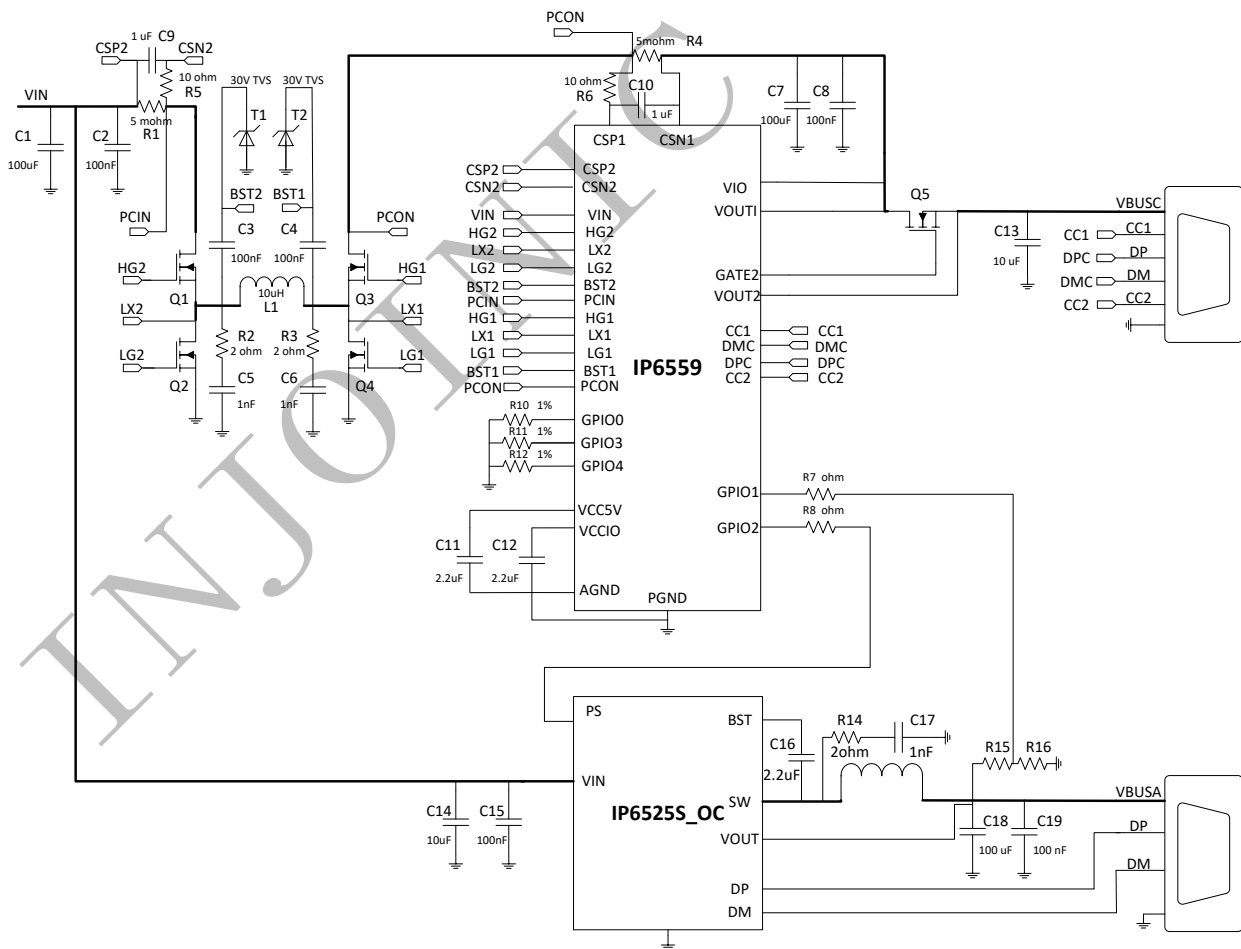 PCON
1 uF C9
CSP2 CSN2
5mohm R4
10 ohm
R5
30V TVS 30V TVS
VIN
10 ohm
R6
C10
1 uF
C7 C8
100uF 100nF
T1 T2
5 mohm
R1
C1 C2
100uF 100nF
CSP1 CSN1
CSP2 CSP2
CSN2 CSN2
VIO
Q5
BST2 BST1
VIN VIN
VOUTI
VBUSC
PCIN
PCON
C3 C4
100nF 100nF
HG2 HG2
LX2 LX2
LG2 LG2
BST2 BST2
PCIN PCIN
HG1 HG1
LX1 LX1
LG1 LG1
BST1 BST1
PCON PCON
C13
10 uF
CC1 CC1
DPC DP
DMC DM
CC2 CC2
HG2 HG1
Q1 Q3
10uH
L1
GATE2
VOUT2
LX2 LX1
R2 R3
2 ohm 2 ohm
CC1 CC1
DMC DMC
DPC DPC
CC2 CC2
LG2 LG1
Q2 Q4
C5 C6
1nF 1nF
IP6559
R10 1%
GPIO0
R11 1%
GPIO3
R12 1%
GPIO4
GPIO1 R7 ohm
GPIO2 R8 ohm
VCC5V
VCCIO
C11 C12
2.2uF 2.2uF
AGND
PGND
INJOINIC
PS
BST
R14 C17
2ohm 1nF
C16
2.2uF
R15 R16
VIN
VBUSA
SW
IP6525S_OC
C14 C15
10uF 100nF
VOUT
C18 C19
100 uF 100 nF
DP
DM
DP
DM